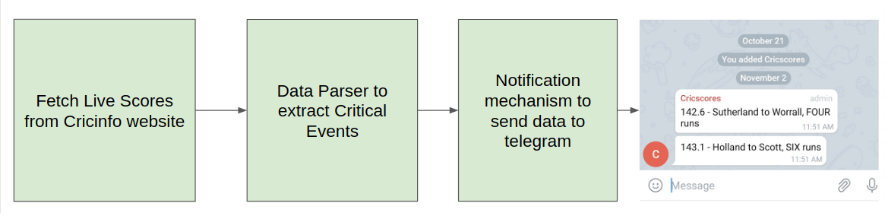 Fetch Live Scores
from Cricinfo website
Data Parser to
extract Critical
Events
Notification
mechanism to
send data to
telegram
October 21
You added Cricscores
November 2
Cricscores admin
142.6 - Sutherland to Worrall, FOUR
runs
11:51 AM
143.1 - Holland to Scott, SIX runs
11:51 AM
C
Message